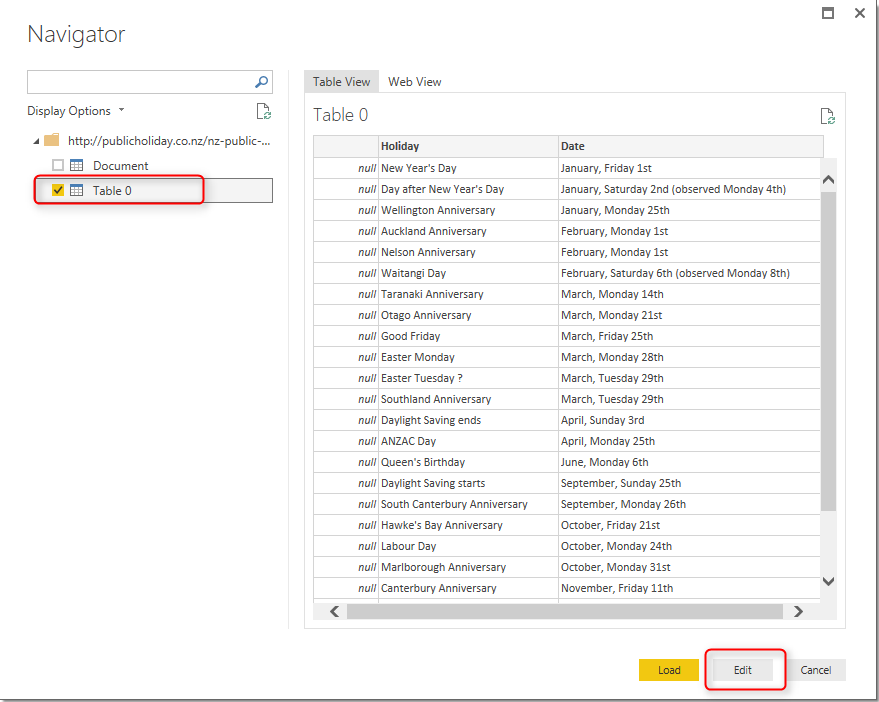 Navigator
Display Options
http://publicholiday.co.nz/nz-public-...
Document
Table 0
Table View Web View
Table 0
Holiday Date
null New Year's Day January, Friday 1st
null Day after New Year's Day January, Saturday 2nd (observed Monday 4th)
null Wellington Anniversary January, Monday 25th
null Auckland Anniversary February, Monday 1st
null Nelson Anniversary February, Monday 1st
null Waitangi Day February, Saturday 6th (observed Monday 8th)
null Taranaki Anniversary March, Monday 14th
null Otago Anniversary March, Monday 21st
null Good Friday March, Friday 25th
null Easter Monday March, Monday 28th
null Easter Tuesday ? March, Tuesday 29th
null Southland Anniversary March, Tuesday 29th
null Daylight Saving ends April, Sunday 3rd
null ANZAC Day April, Monday 25th
null Queen's Birthday June, Monday 6th
null Daylight Saving starts September, Sunday 25th
null South Canterbury Anniversary September, Monday 26th
null Hawke's Bay Anniversary October, Friday 21st
null Labour Day October, Monday 24th
null Marlborough Anniversary October, Monday 31st
null Canterbury Anniversary November, Friday 11th
Load Edit Cancel